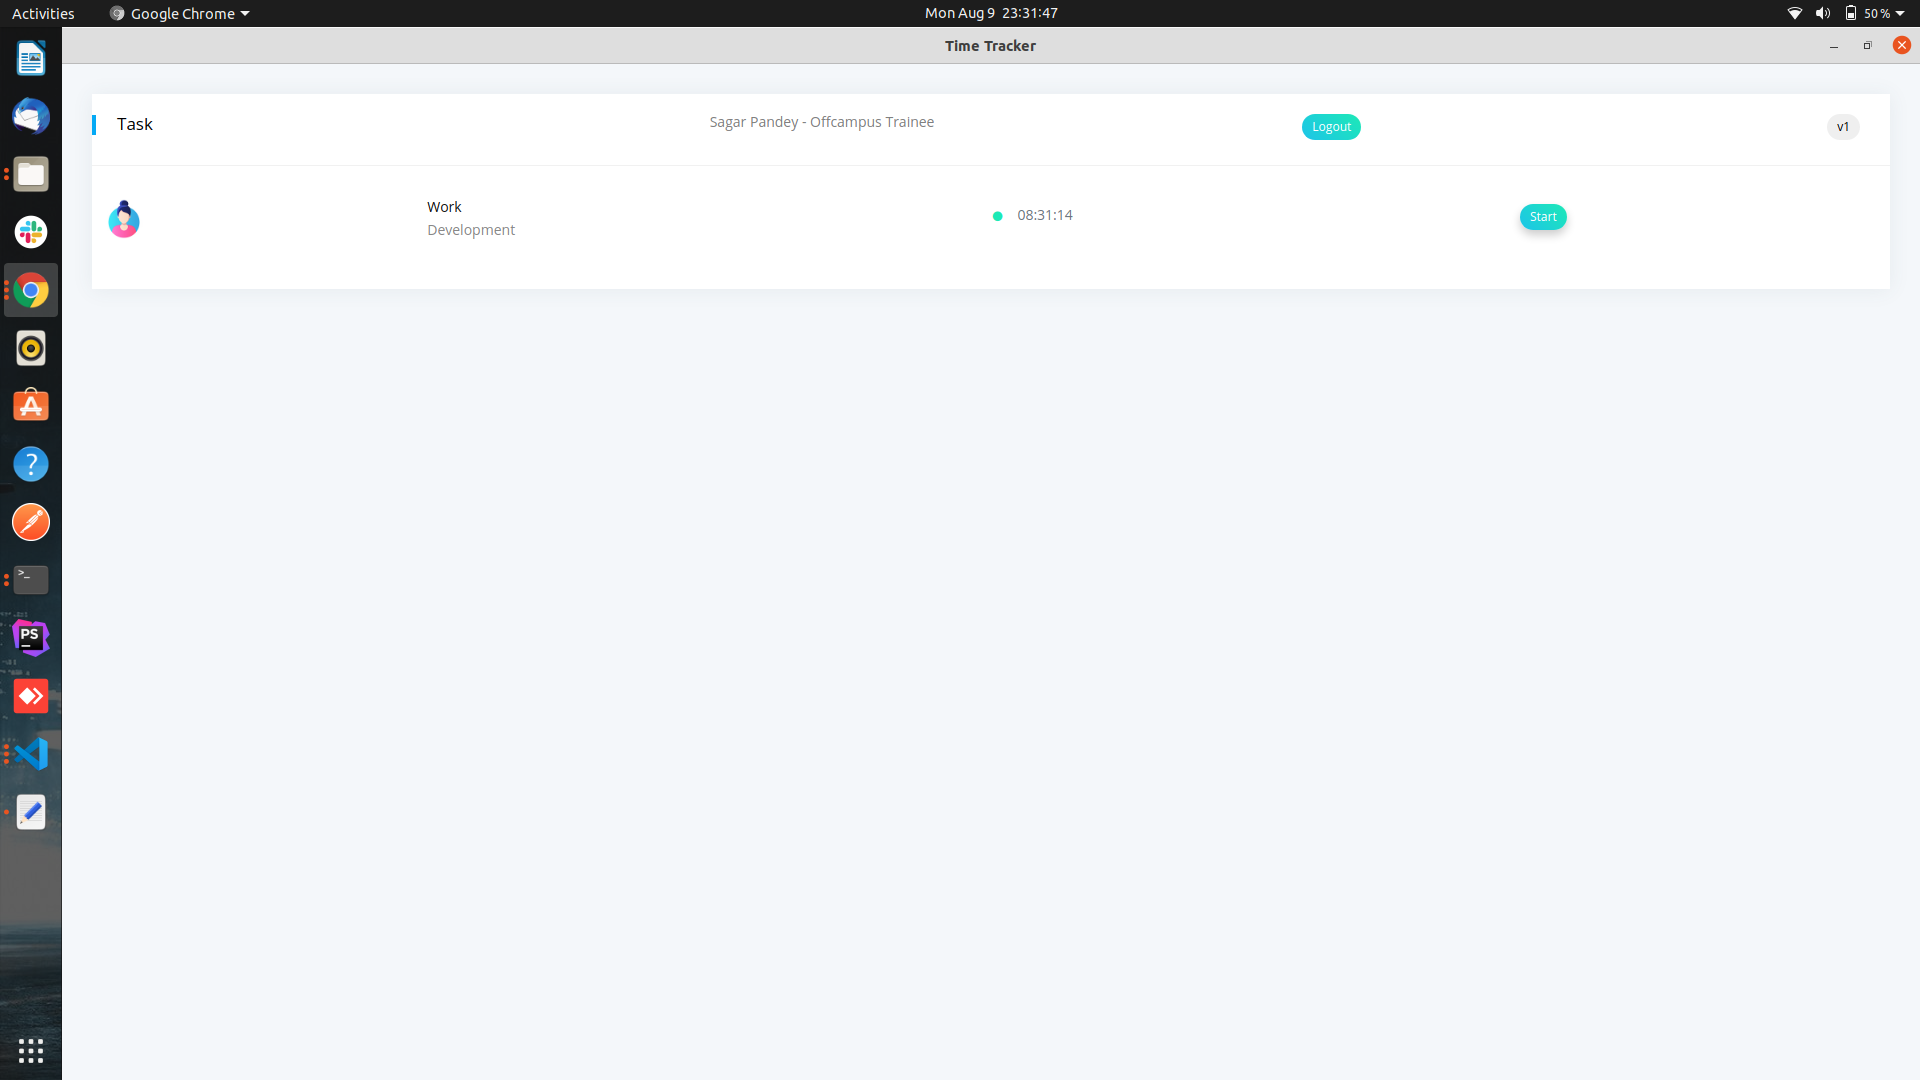 Activities
Google Chrome
Mon Aug 9 23:31:47
50 %
Time Tracker
Task
Sagar Pandey - Offcampus Trainee
Logout
v1
Work
Development
08:31:14
Start
?
>_
PS